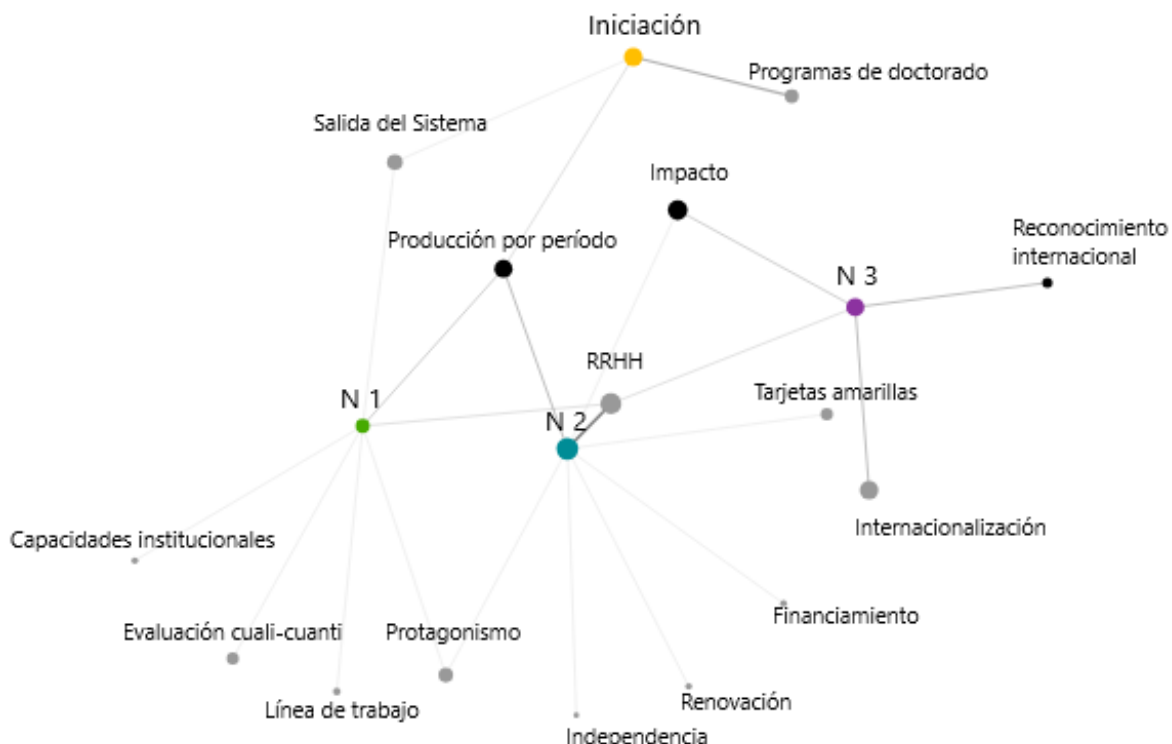 Iniciación
Programas de doctorado
Salida del Sistema
Impacto
Producción por período
Reconocimiento
internacional
N 3
RRHH
Tarjetas amarillas
N 1
N 2
Internacionalización
Capacidades institucionales
Financiamiento
Evaluación cuali-cuanti
Protagonismo
Renovación
Línea de trabajo
Independencia